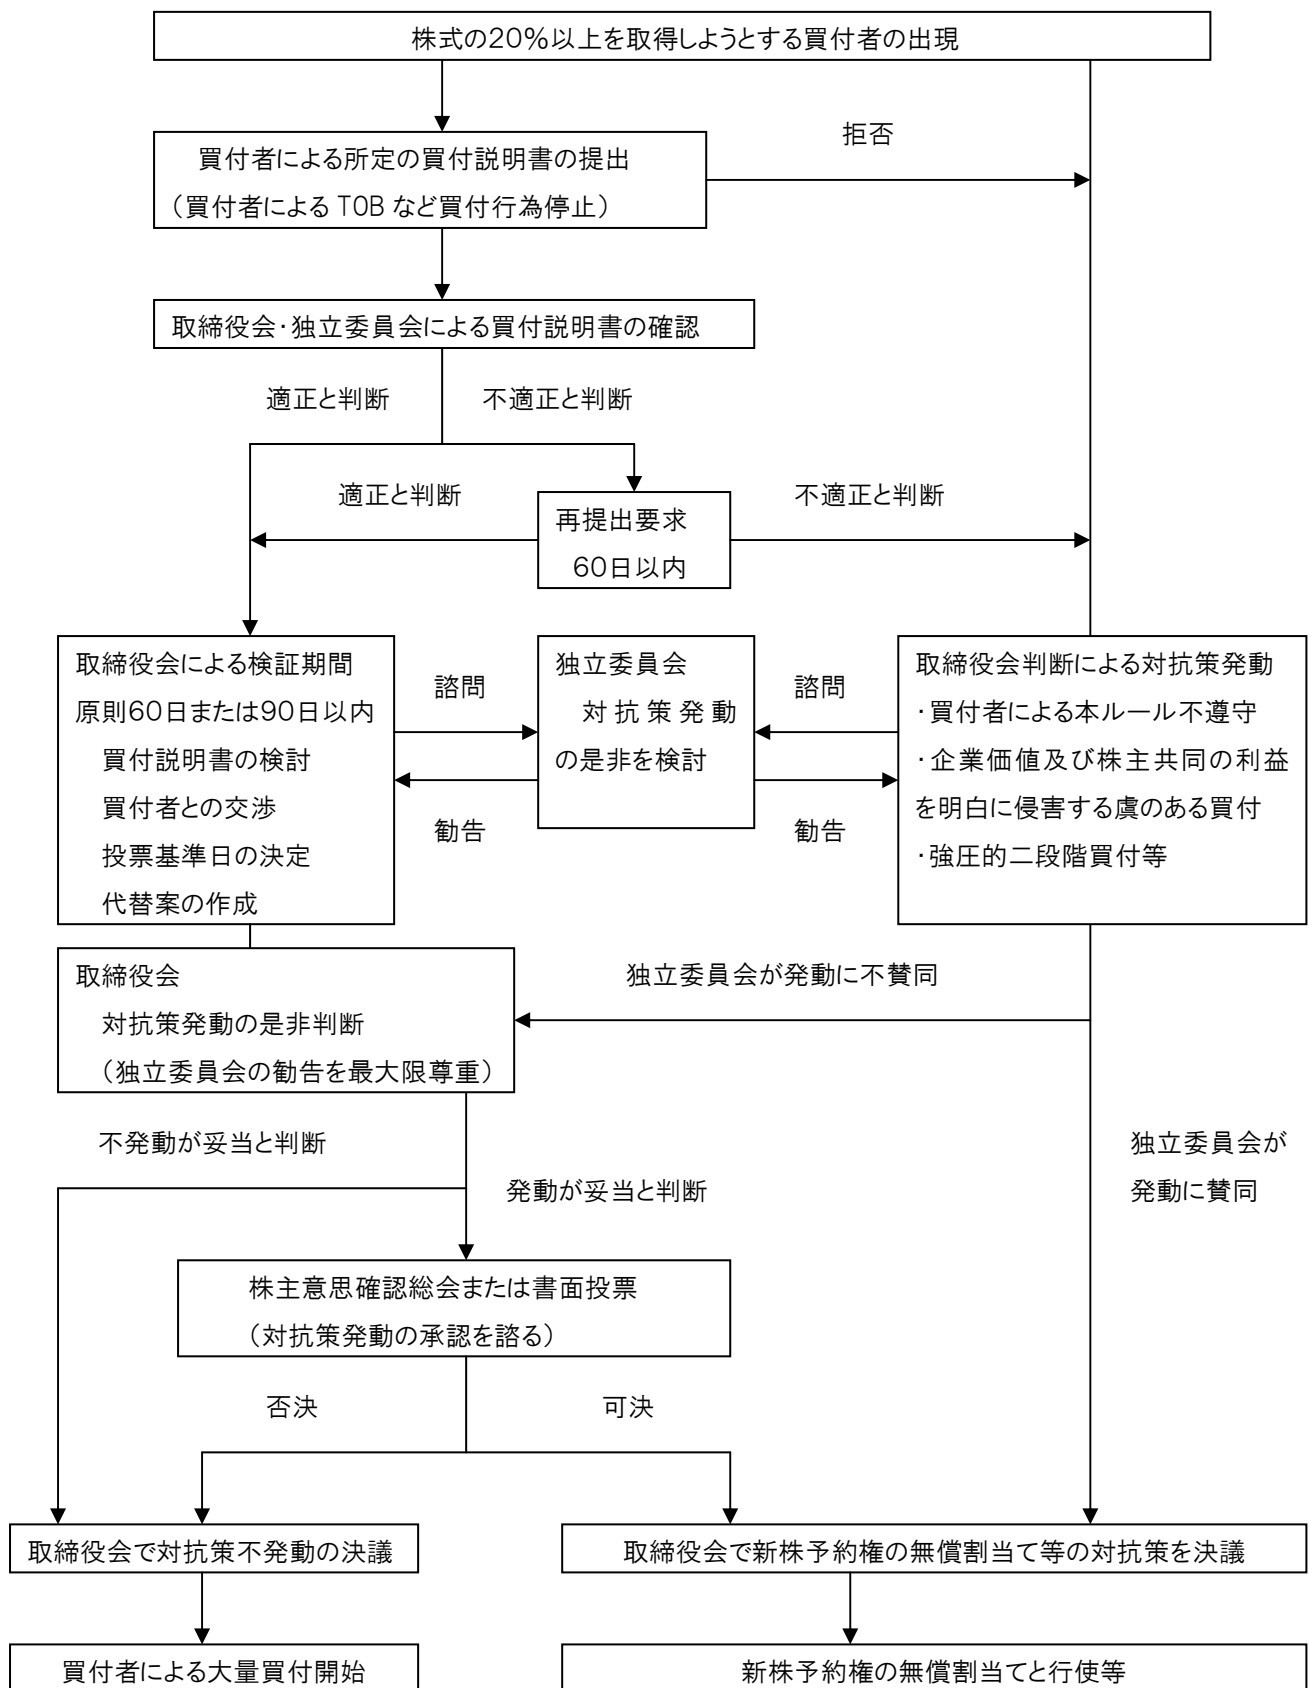 株式の20%以上を取得しようとする買付者の出現
拒否
買付者による所定の買付説明書の提出
(買付者による TOB など買付行為停止)
取締役会・独立委員会による買付説明書の確認
適正と判断
不適正と判断
適正と判断
不適正と判断
再提出要求
60日以内
取締役会による検証期間
原則60日または90日以内
買付説明書の検討
買付者との交渉
投票基準日の決定
代替案の作成
諮問
勧告
独立委員会
対抗策発動
の是非を検討
諮問
勧告
取締役会判断による対抗策発動
・買付者による本ルール不遵守
・企業価値及び株主共同の利益
を明白に侵害する虞のある買付
・強圧的二段階買付等
取締役会
対抗策発動の是非判断
(独立委員会の勧告を最大限尊重)
独立委員会が発動に不賛同
不発動が妥当と判断
発動が妥当と判断
独立委員会が
発動に賛同
株主意思確認総会または書面投票
(対抗策発動の承認を諮る)
否決
可決
取締役会で対抗策不発動の決議
取締役会で新株予約権の無償割当て等の対抗策を決議
買付者による大量買付開始
新株予約権の無償割当てと行使等